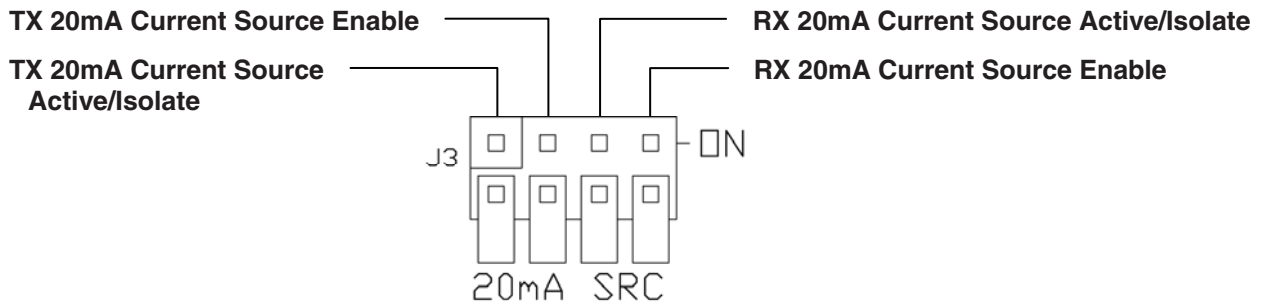 TX 20mA Current Source Enable
RX 20mA Current Source Active/Isolate
TX 20mA Current Source
Active/Isolate
RX 20mA Current Source Enable
J3
ON
20mA SRC